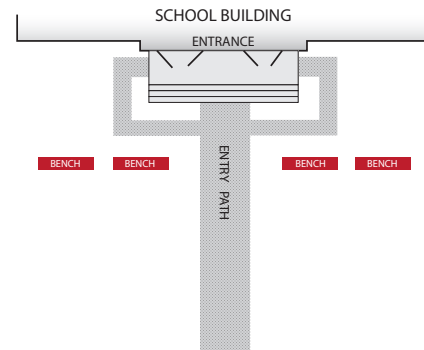 SCHOOL BUILDING
ENTRANCE
ENTRY PATH
BENCH
BENCH
BENCH
BENCH